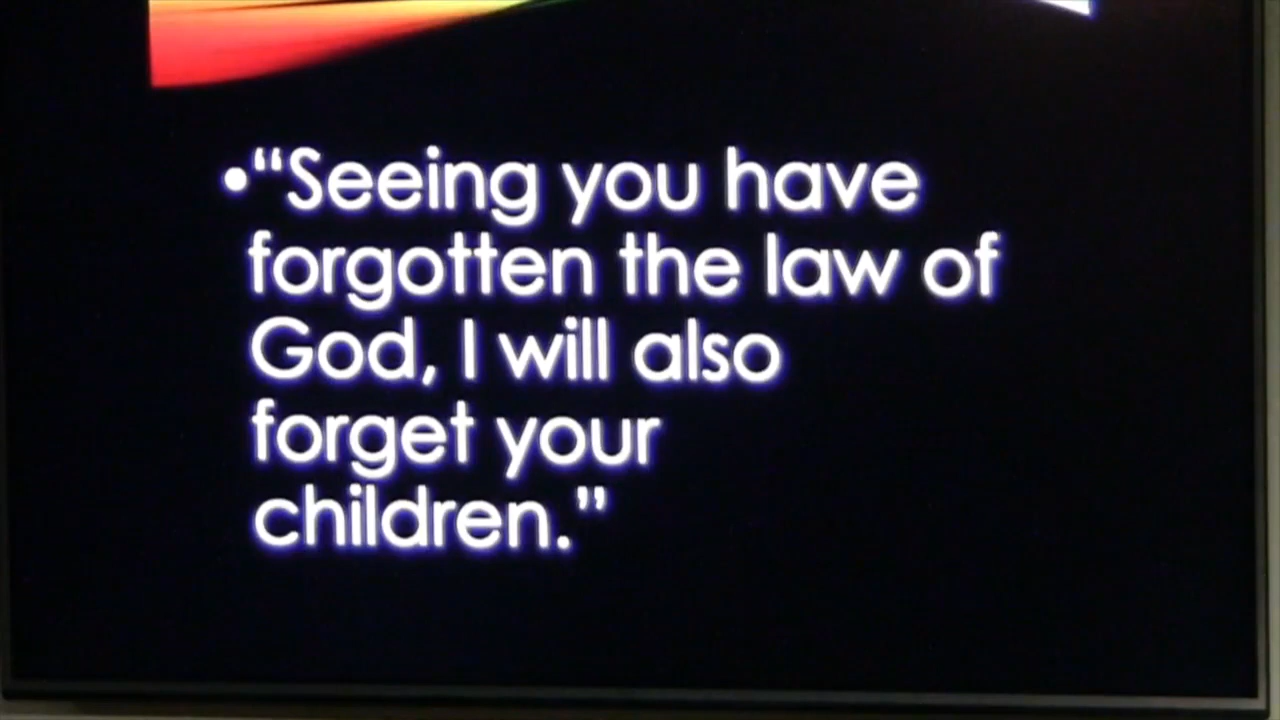 •“Seeing you have
forgotten the law of
God, I will also
forget your
children.”